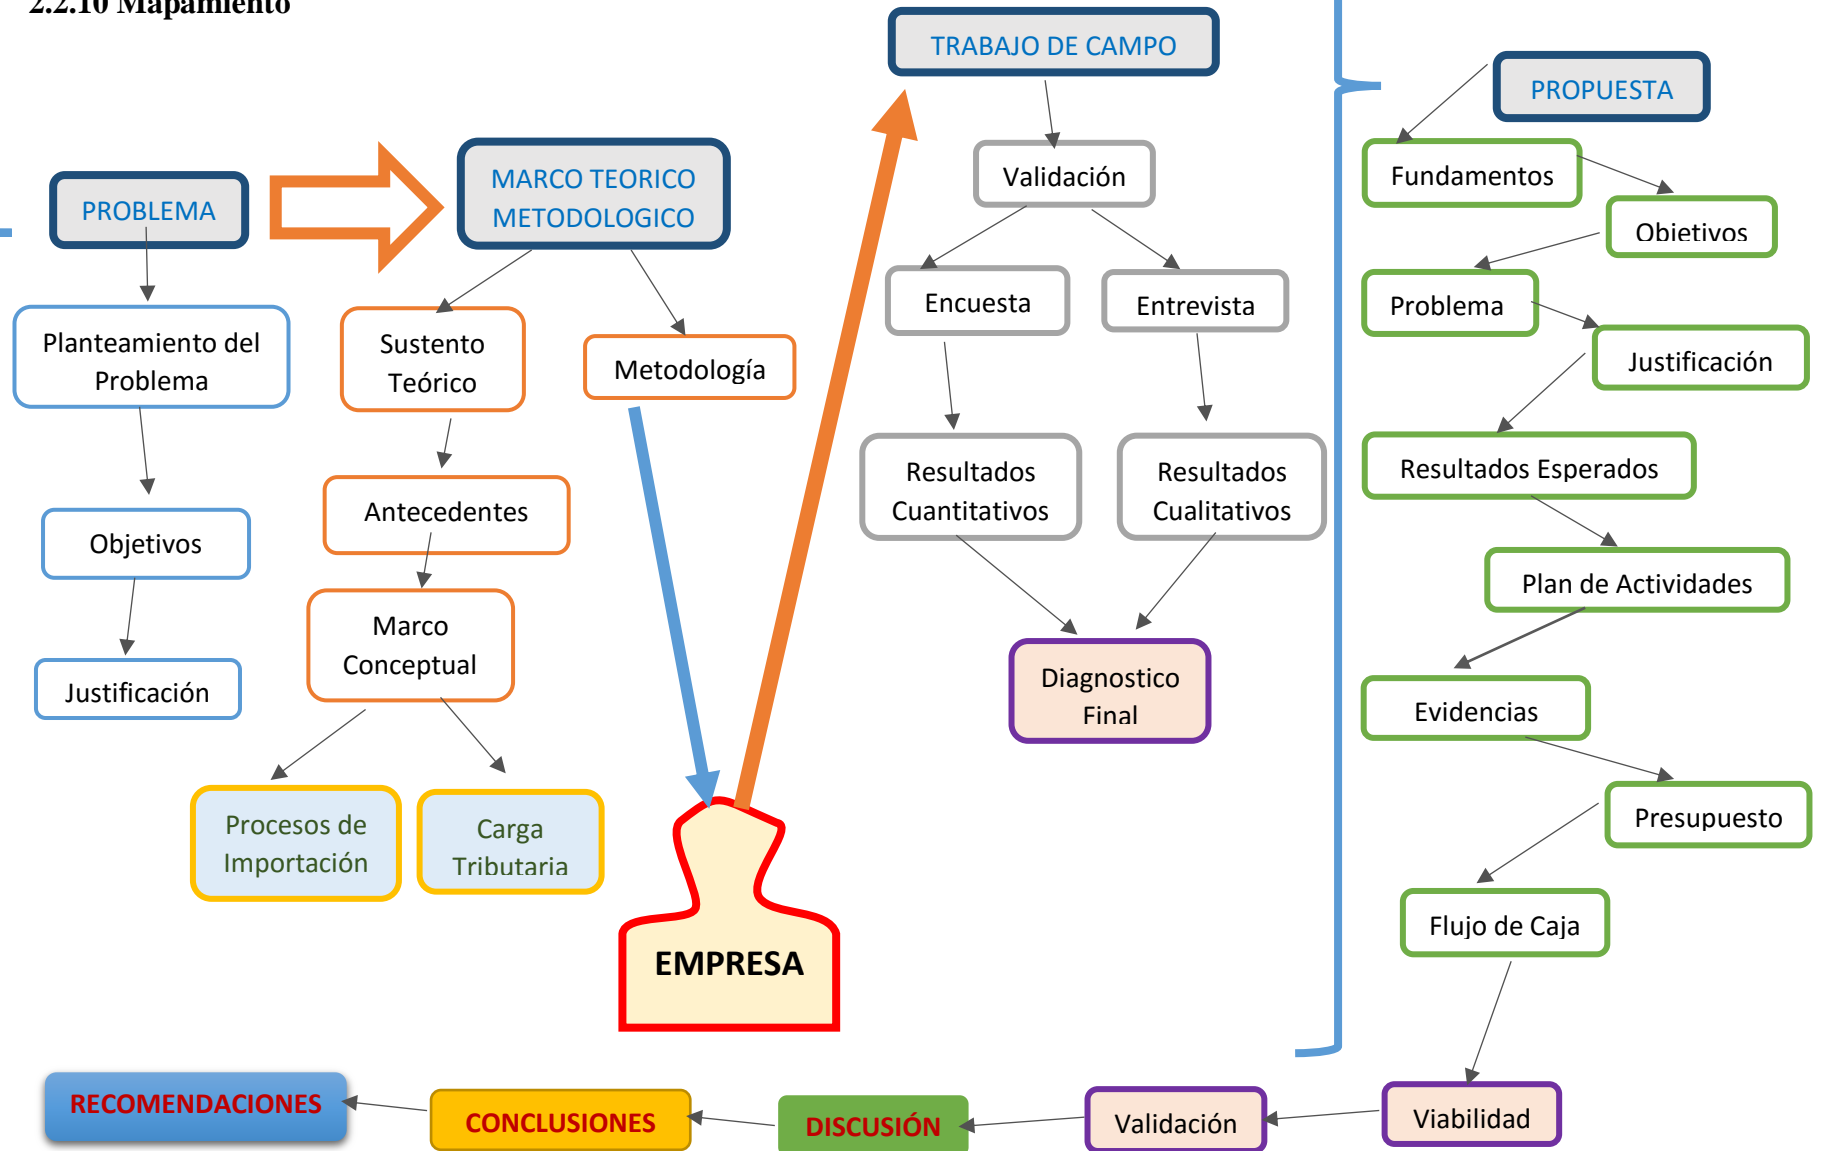 2.2.10 Mapamiento
PROBLEMA
Planteamiento del
Problema
Objetivos
Justificación
MARCO TEORICO
METODOLOGICO
Sustento
Teórico
Metodología
Antecedentes
Marco
Conceptual
Procesos de
Importación
Carga
Tributaria
EMPRESA
TRABAJO DE CAMPO
Validación
Encuesta
Entrevista
Resultados
Cuantitativos
Resultados
Cualitativos
Diagnostico
Final
PROPUESTA
Fundamentos
Objetivos
Problema
Justificación
Resultados Esperados
Plan de Actividades
Evidencias
Presupuesto
Flujo de Caja
Viabilidad
Validación
DISCUSIÓN
CONCLUSIONES
RECOMENDACIONES